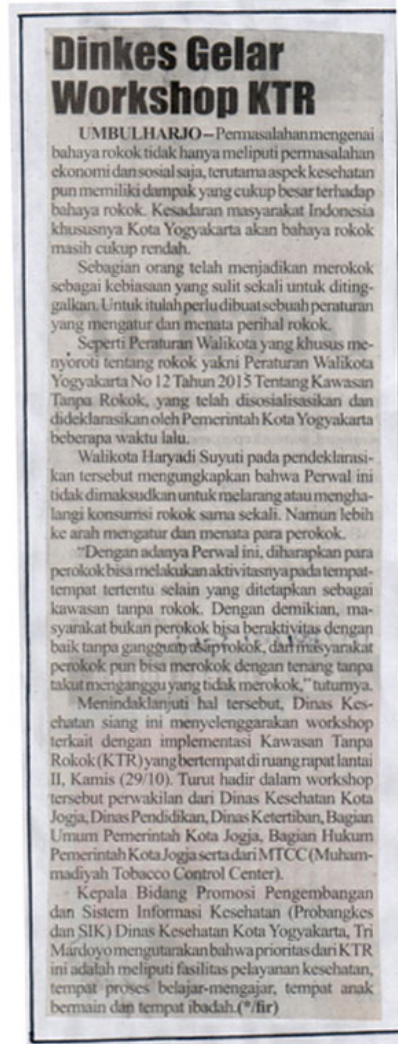 Dinkes Gelar
Workshop KTR
UMBULHARJO – Permasalahan mengenai
bahaya rokok tidak hanya meliputi permasalahan
ekonomi dan sosial saja, terutama aspek kesehatan
pun memiliki dampak yang cukup besar terhadap
bahaya rokok. Kesadaran masyarakat Indonesia
khususnya Kota Yogyakarta akan bahaya rokok
masih cukup rendah.
Sebagian orang telah menjadikan merokok
sebagai kebiasaan yang sulit sekali untuk diting-
galkan. Untuk itulah perlu dibuat sebuah peraturan
yang mengatur dan menata perihal rokok.
Seperti Peraturan Walikota yang khusus me-
nyoroti tentang rokok yakni Peraturan Walikota
Yogyakarta No 12 Tahun 2015 Tentang Kawasan
Tanpa Rokok, yang telah disosialisasikan dan
dideklarasikan oleh Pemerintah Kota Yogyakarta
beberapa waktu lalu.
Walikota Haryadi Suyuti pada pendeklarasi-
kan tersebut mengungkapkan bahwa Perwal ini
tidak dimaksudkan untuk melarang atau mengha-
langi konsumsi rokok sama sekali. Namun lebih
ke arah mengatur dan menata para perokok.
"Dengan adanya Perwal ini, diharapkan para
perokok bisa melakukan aktivitasnya pada tempat-
tempat tertentu selain yang ditetapkan sebagai
kawasan tanpa rokok. Dengan demikian, ma-
syarakat bukan perokok bisa beraktivitas dengan
baik tanpa gangguan asap rokok, dan masyarakat
perokok pun bisa merokok dengan tenang tanpa
takut menganggu yang tidak merokok," tuturnya.
Menindaklanjuti hal tersebut, Dinas Kes-
ehatan siang ini menyelenggarakan workshop
terkait dengan implementasi Kawasan Tanpa
Rokok (KTR) yang bertempat di ruang rapat lantai
II, Kamis (29/10). Turut hadir dalam workshop
tersebut perwakilan dari Dinas Kesehatan Kota
Jogja, Dinas Pendidikan, Dinas Ketertiban, Bagian
Umum Pemerintah Kota Jogja, Bagian Hukum
Pemerintah Kota Jogja serta dari MTCC (Muham-
madiyah Tobacco Control Center).
Kepala Bidang Promosi Pengembangan
dan Sistem Informasi Kesehatan (Probangkes
dan SIK) Dinas Kesehatan Kota Yogyakarta, Tri
Mardoyo mengutarakan bahwa prioritas dari KTR
ini adalah meliputi fasilitas pelayanan kesehatan,
tempat proses belajar-mengajar, tempat anak
bermain dan tempat ibadah.(*/fir)